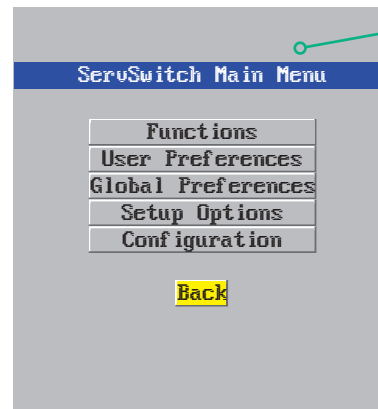 ServSwitch Main Menu
Functions
User Preferences
Global Preferences
Setup Options
Configuration
Back